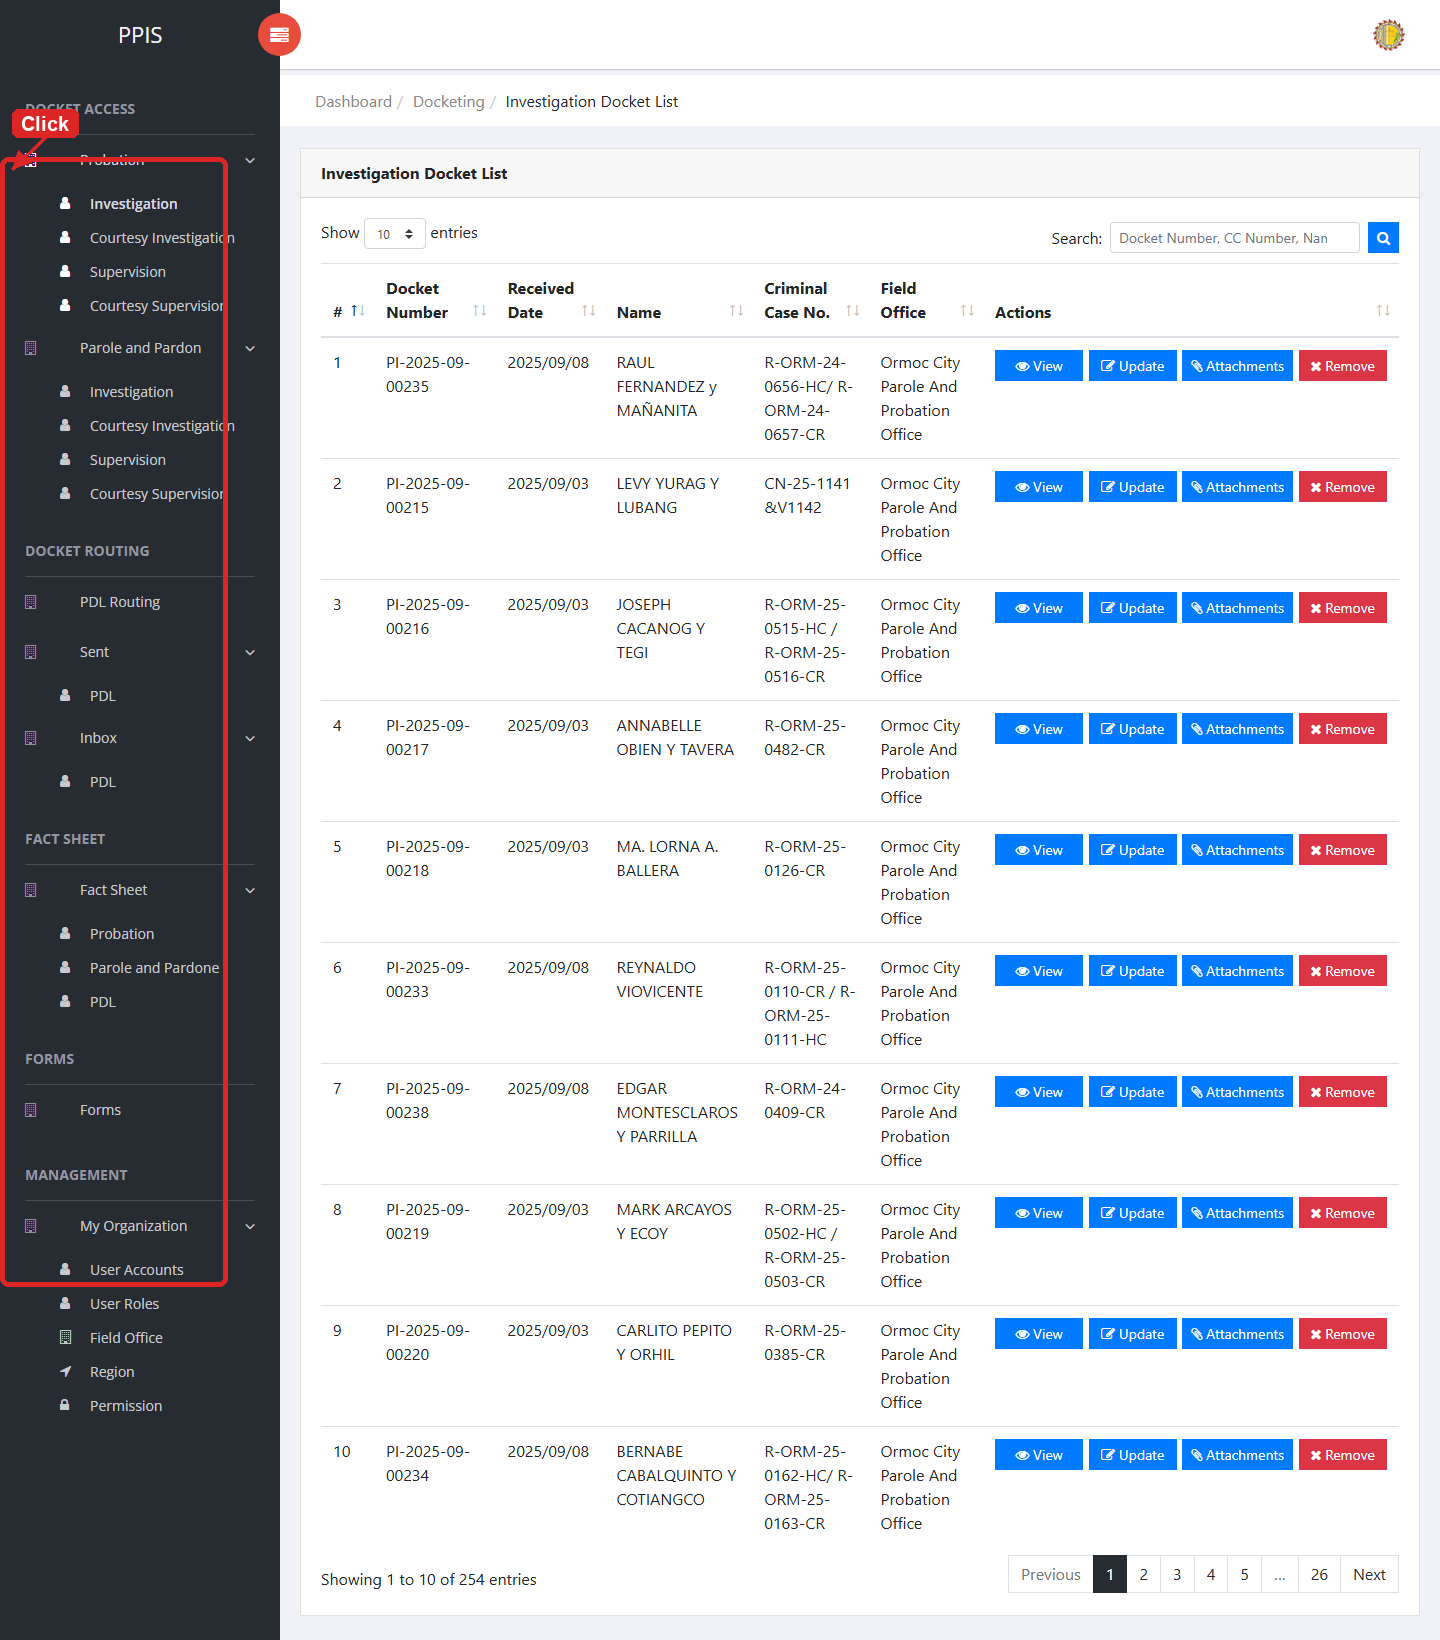 PPIS
DOCKET ACCESS
Click
Probation
Investigation
Courtesy Investigation
Supervision
Courtesy Supervision
Parole and Pardon
Investigation
Courtesy Investigation
Supervision
Courtesy Supervision
DOCKET ROUTING
PDL Routing
Sent
PDL
Inbox
PDL
FACT SHEET
Fact Sheet
Probation
Parole and Pardone
PDL
FORMS
Forms
MANAGEMENT
My Organization
User Accounts
User Roles
Field Office
Region
Permission
Dashboard / Docketing / Investigation Docket List
Investigation Docket List
Show 10 entries
Search: Docket Number, CC Number, Nan
# Docket Number Received Date Name Criminal Case No. Field Office Actions
1 PI-2025-09-00235 2025/09/08 RAUL FERNANDEZ y MAÑANITA R-ORM-24-0656-HC/ R-ORM-24-0657-CR Ormoc City Parole And Probation Office View Update Attachments Remove
2 PI-2025-09-00215 2025/09/03 LEVY YURAG Y LUBANG CN-25-1141 &V1142 Ormoc City Parole And Probation Office View Update Attachments Remove
3 PI-2025-09-00216 2025/09/03 JOSEPH CACANOG Y TEGI R-ORM-25-0515-HC / R-ORM-25-0516-CR Ormoc City Parole And Probation Office View Update Attachments Remove
4 PI-2025-09-00217 2025/09/03 ANNABELLE OBIEN Y TAVERA R-ORM-25-0482-CR Ormoc City Parole And Probation Office View Update Attachments Remove
5 PI-2025-09-00218 2025/09/03 MA. LORNA A. BALLERA R-ORM-25-0126-CR Ormoc City Parole And Probation Office View Update Attachments Remove
6 PI-2025-09-00233 2025/09/08 REYNALDO VIOVICENTE R-ORM-25-0110-CR / R-ORM-25-0111-HC Ormoc City Parole And Probation Office View Update Attachments Remove
7 PI-2025-09-00238 2025/09/08 EDGAR MONTESCLAROS Y PARRILLA R-ORM-24-0409-CR Ormoc City Parole And Probation Office View Update Attachments Remove
8 PI-2025-09-00219 2025/09/03 MARK ARCAYOS Y ECOY R-ORM-25-0502-HC / R-ORM-25-0503-CR Ormoc City Parole And Probation Office View Update Attachments Remove
9 PI-2025-09-00220 2025/09/03 CARLITO PEPITO Y ORHIL R-ORM-25-0385-CR Ormoc City Parole And Probation Office View Update Attachments Remove
10 PI-2025-09-00234 2025/09/08 BERNABE CABALQUINTO Y COTIANGCO R-ORM-25-0162-HC/ R-ORM-25-0163-CR Ormoc City Parole And Probation Office View Update Attachments Remove
Showing 1 to 10 of 254 entries
Previous 1 2 3 4 5 ... 26 Next